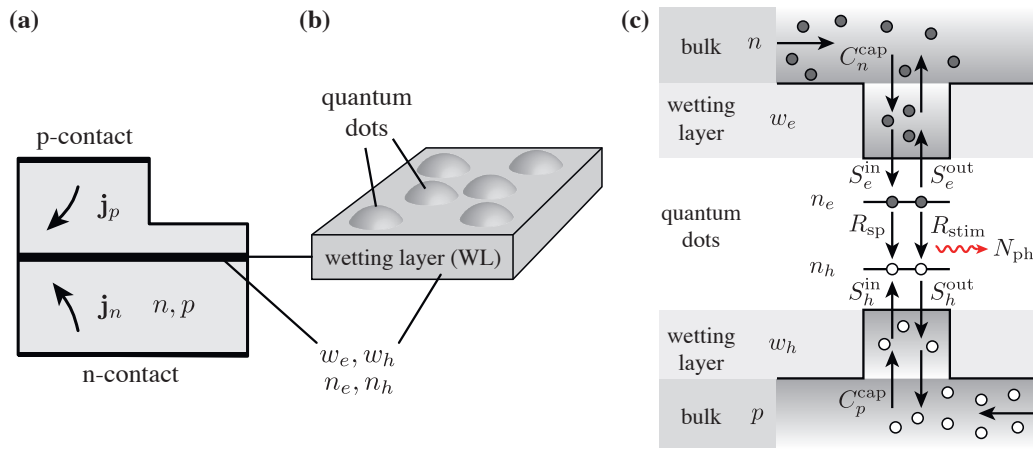 (a)
p-contact
j_p
j_n n, p
n-contact
(b)
quantum
dots
wetting layer (WL)
w_e, w_h
n_e, n_h
(c)
bulk n
C_n^cap
wetting
layer
w_e
S_e^in S_e^out
n_e
quantum
dots
R_sp R_stim
N_ph
n_h
S_h^in S_h^out
wetting
layer
w_h
C_p^cap
bulk p